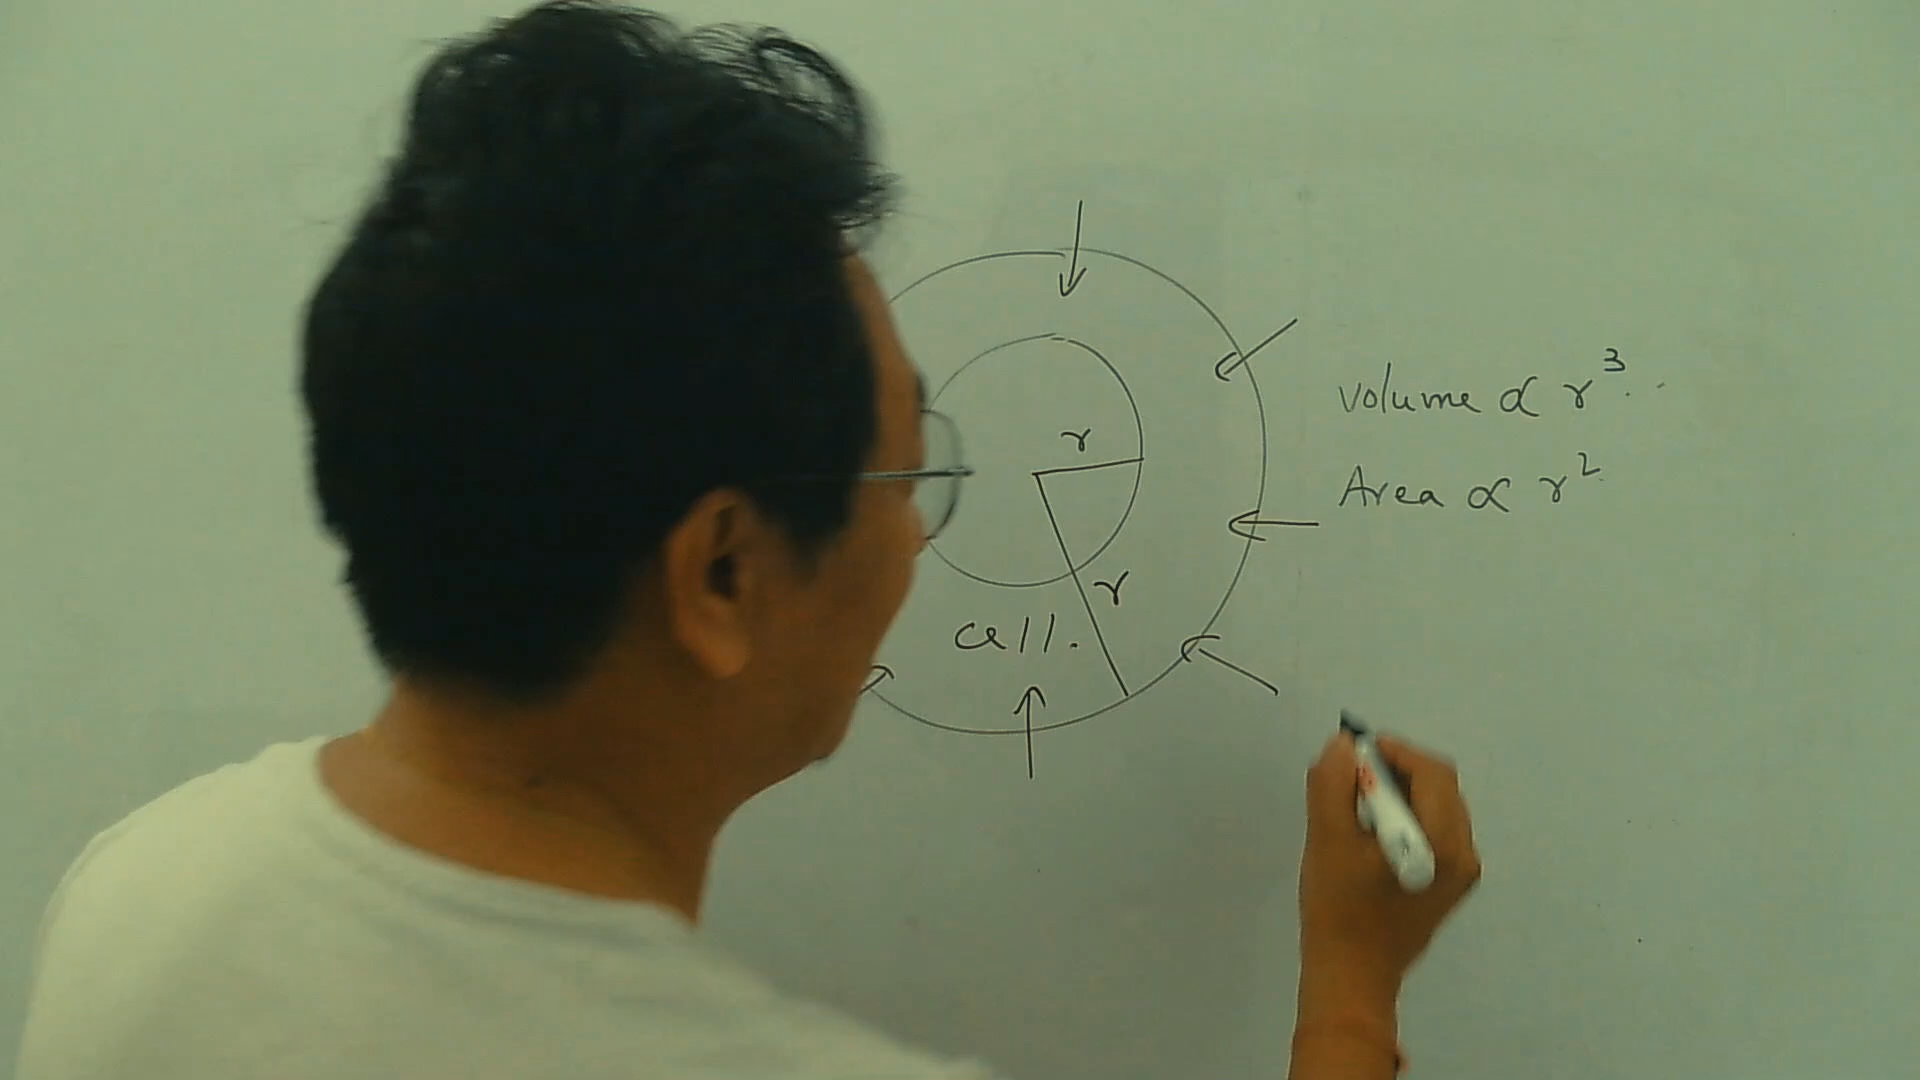 volume ∝ r³
r
Area ∝ r²
r
cell.